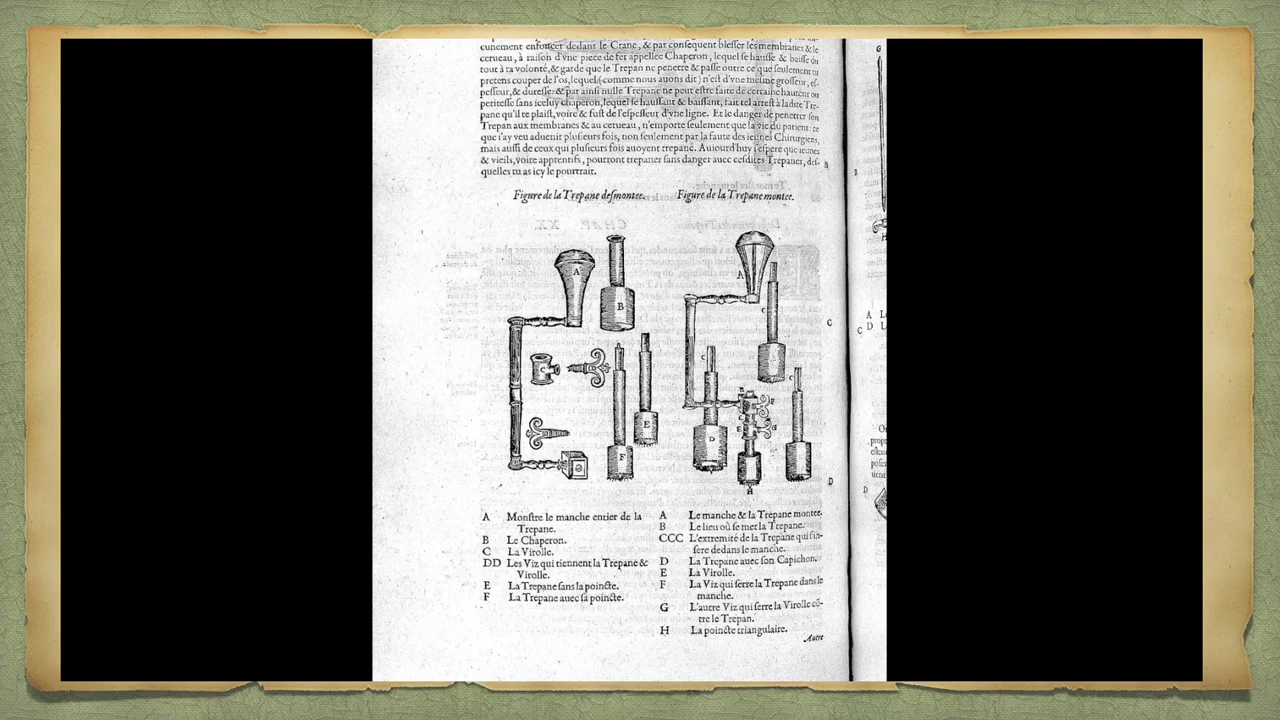 cunement enfoncer dedans le Crane, & par conſequent bleſſer les membranes & le
cerueau, à raiſon d'vne piece de fer appellee Chaperon, lequel ſe hauſſe & baiſſe du
tout à ta volonté, & garde que le Trepan ne penetre & paſſe outre ce que ſeulement tu
pretens couper de l'os, lequel (comme nous auons dit) n'eſt d'vne meſme groſſeur, eſ-
peſſeur, & dureſſe: & par ainſi nulle Trepane ne peut eſtre faite de certaine hauteur ou
petiteſſe ſans iceluy chaperon, lequel ſe hauſſant & baiſſant, fait tel arreſt à ladite Tre-
pane qu'il te plaiſt, voire & fuſt de l'eſpeſſeur d'vne ligne. Et le danger de penetrer ſon
Trepan aux membranes & au cerueau, n'emporte ſeulement que la vie du patient: ce
que i'ay veu aduenir pluſieurs fois, non ſeulement par la faute des ieunes Chirurgiens,
mais auſſi de ceux qui pluſieurs fois auoyent trepané. Auiourd'huy i'eſpere que ieunes
& vieils, voire apprentifs, pourront trepaner ſans danger auec ceſdites Trepanes, deſ-
quelles tu as icy le pourtrait.
Figure de la Trepane deſmontee.
Figure de la Trepane montee.
A Monſtre le manche entier de la
Trepane.
B Le Chaperon.
C La Virolle.
DD Les Viz qui tiennent la Trepane &
Virolle.
E La Trepane ſans la poincte.
F La Trepane auec ſa poincte.
A Le manche & la Trepane montee.
B Le lieu où ſe met la Trepane.
CCC L'extremité de la Trepane qui s'in-
ſere dedans le manche.
D La Trepane auec ſon Capichon.
E La Virolle.
F La Viz qui ſerre la Trepane dans le
manche.
G L'autre Viz qui ſerre la Virolle cõ-
tre le Trepan.
H La poincte triangulaire.
Autre